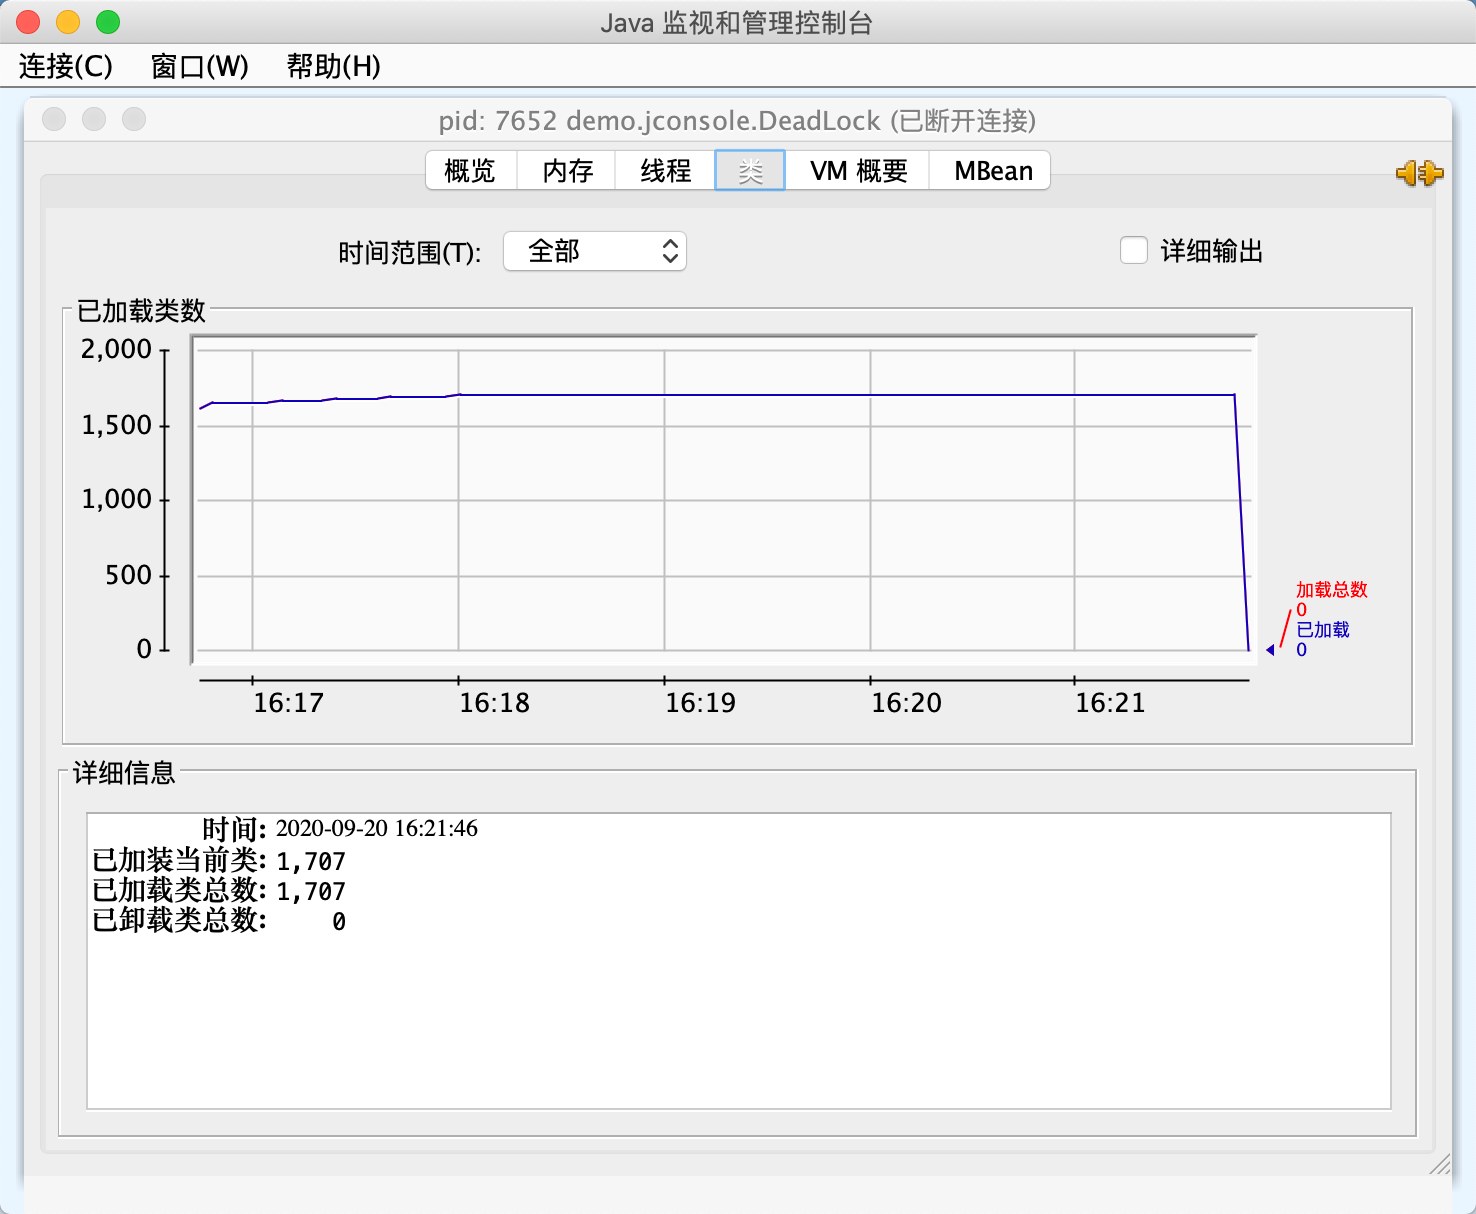 Java 监视和管理控制台
连接(C) 窗口(W) 帮助(H)
pid: 7652 demo.jconsole.DeadLock (已断开连接)
概览 内存 线程 类 VM 概要 MBean
时间范围(T): 全部 详细输出
已加载类数
2,000
1,500
1,000
500
0
加载总数
0
已加载
0
16:17 16:18 16:19 16:20 16:21
详细信息
时间: 2020-09-20 16:21:46
已加装当前类: 1,707
已加载类总数: 1,707
已卸载类总数: 0